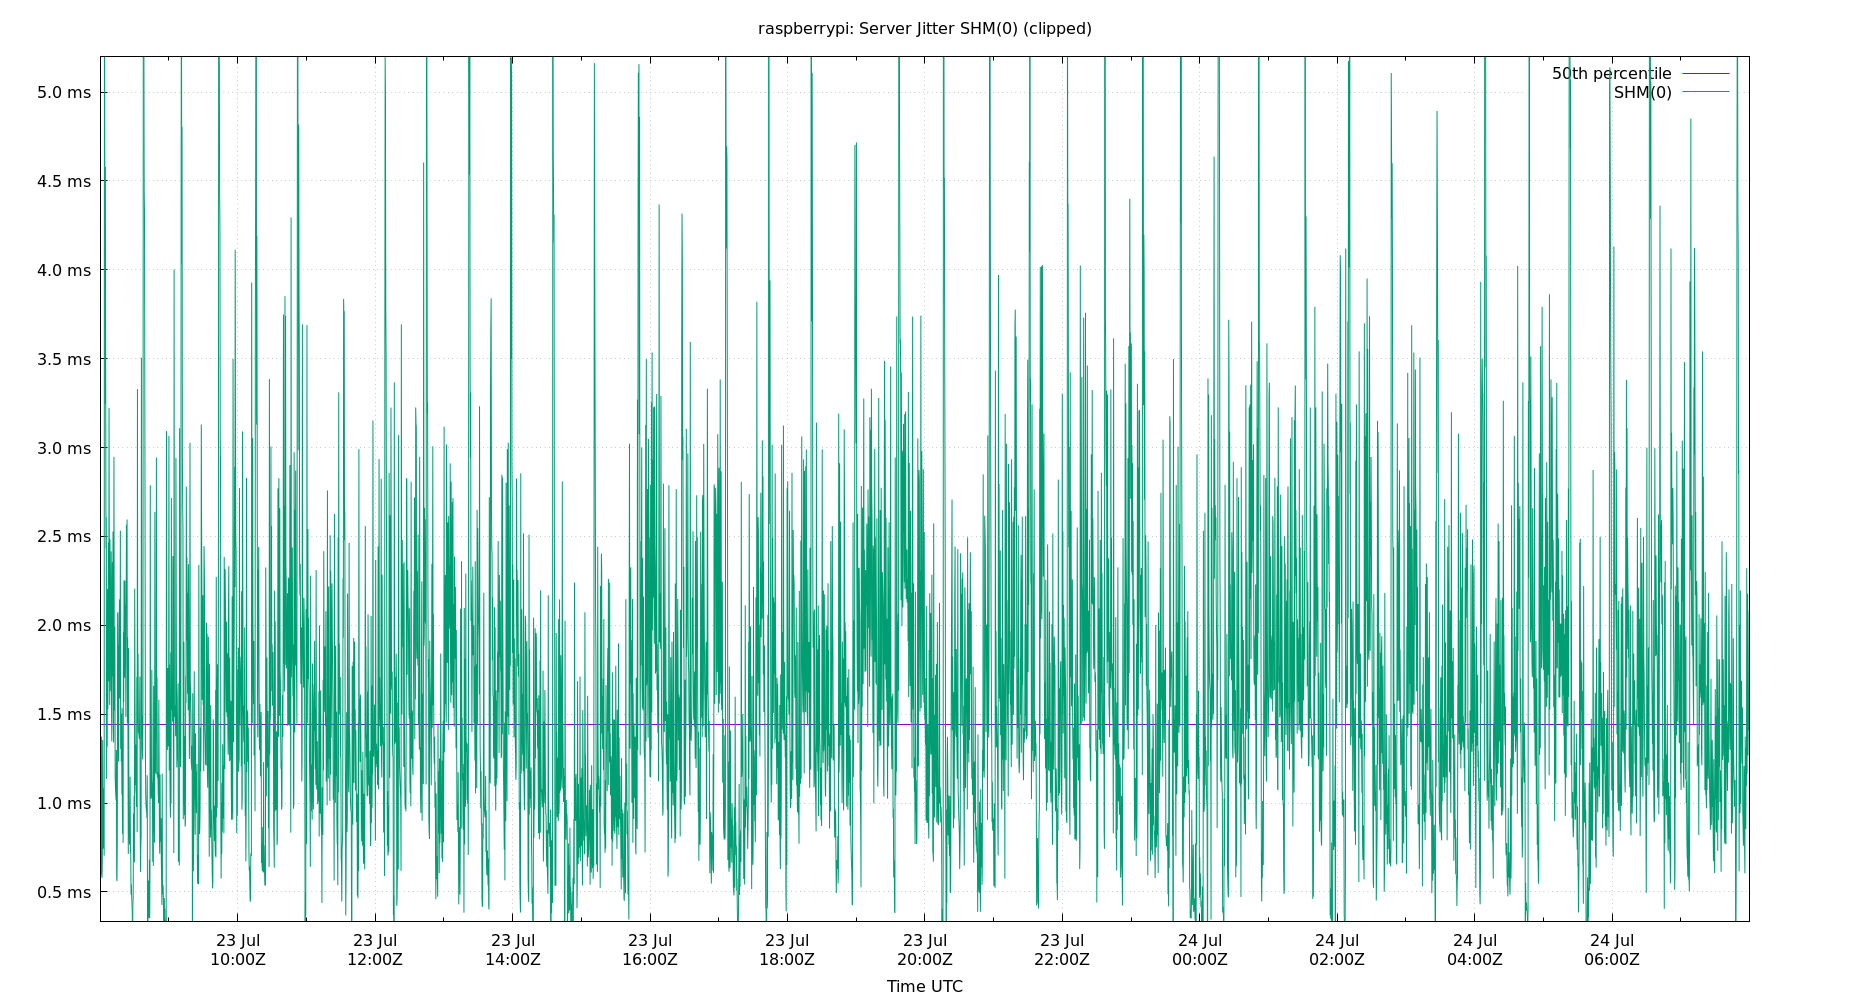 raspberrypi: Server Jitter SHM(0) (clipped)
50th percentile
SHM(0)
5.0 ms
4.5 ms
4.0 ms
3.5 ms
3.0 ms
2.5 ms
2.0 ms
1.5 ms
1.0 ms
0.5 ms
23 Jul 23 Jul 23 Jul 23 Jul 23 Jul 23 Jul 23 Jul 24 Jul 24 Jul 24 Jul 24 Jul
10:00Z 12:00Z 14:00Z 16:00Z 18:00Z 20:00Z 22:00Z 00:00Z 02:00Z 04:00Z 06:00Z
Time UTC